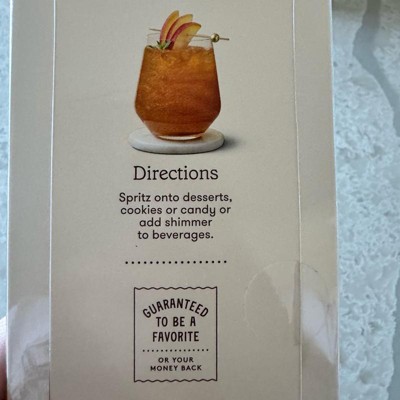 Directions
Spritz onto desserts,
cookies or candy or
add shimmer
to beverages.
GUARANTEED
TO BE A
FAVORITE
OR YOUR
MONEY BACK